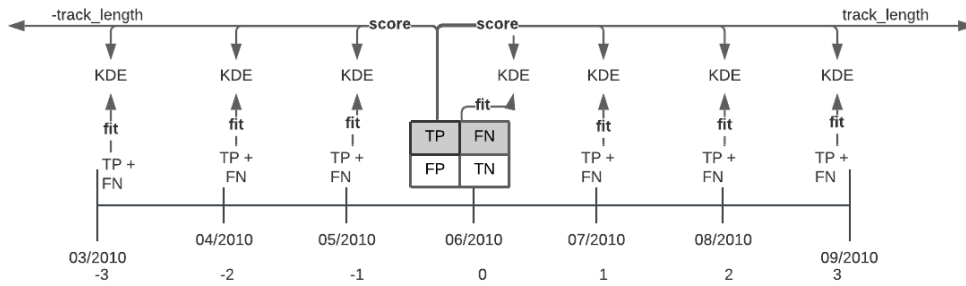 -track_length score score track_length
KDE KDE KDE KDE KDE KDE KDE
fit
fit fit fit fit fit fit
TP FN
TP +
FN
TP +
FN
TP +
FN
FP TN
TP +
FN
TP +
FN
TP +
FN
03/2010 04/2010 05/2010 06/2010 07/2010 08/2010 09/2010
-3 -2 -1 0 1 2 3